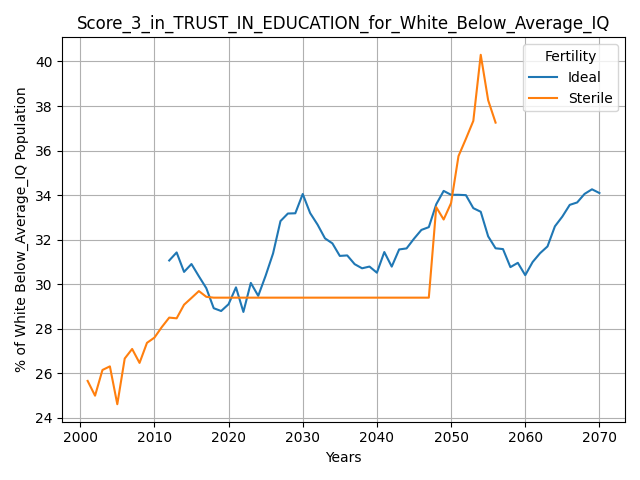 Score_3_in_TRUST_IN_EDUCATION_for_White_Below_Average_IQ
% of White Below_Average_IQ Population
40
38
36
34
32
30
28
26
24
Fertility
Ideal
Sterile
2000 2010 2020 2030 2040 2050 2060 2070
Years